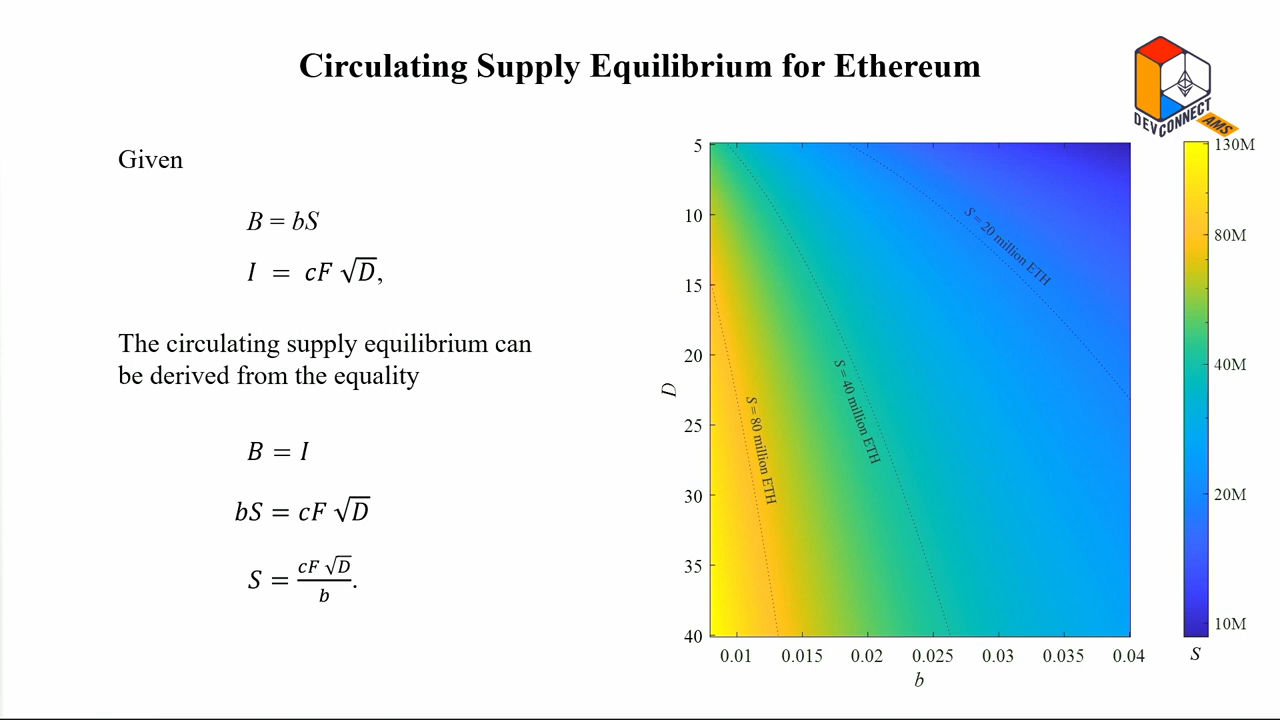 Circulating Supply Equilibrium for Ethereum
DEVCONNECT
AMS
Given
B = bS
I = cF √D,
The circulating supply equilibrium can
be derived from the equality
B = I
bS = cF √D
S = cF √D / b.
5
10
15
20
25
30
35
40
D
S = 20 million ETH
S = 40 million ETH
S = 80 million ETH
0.01 0.015 0.02 0.025 0.03 0.035 0.04
b
130M
80M
40M
20M
10M
S